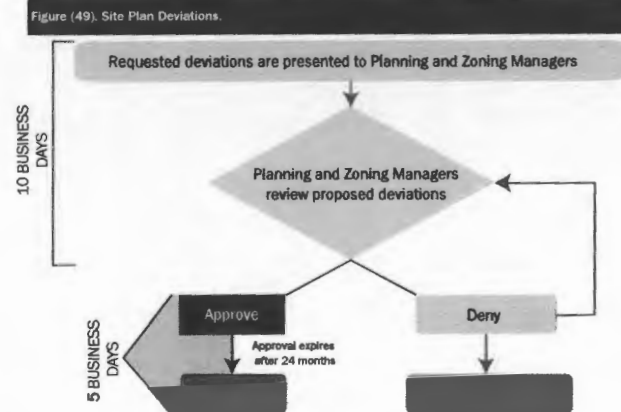 Figure (49). Site Plan Deviations.
Requested deviations are presented to Planning and Zoning Managers
10 BUSINESS
DAYS
Planning and Zoning Managers
review proposed deviations
Approve
Deny
Approval expires
after 24 months
5 BUSINESS
DAYS